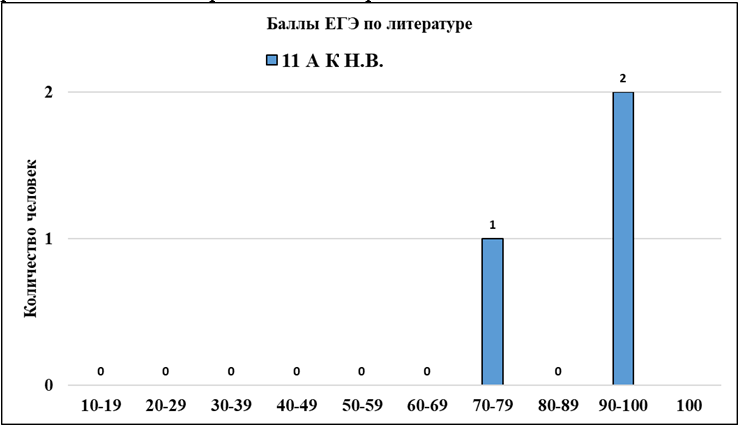 Баллы ЕГЭ по литературе
11 А К Н.В.
Количество человек
2
1
0
0 0 0 0 0 0 1 0 2
10-19 20-29 30-39 40-49 50-59 60-69 70-79 80-89 90-100 100